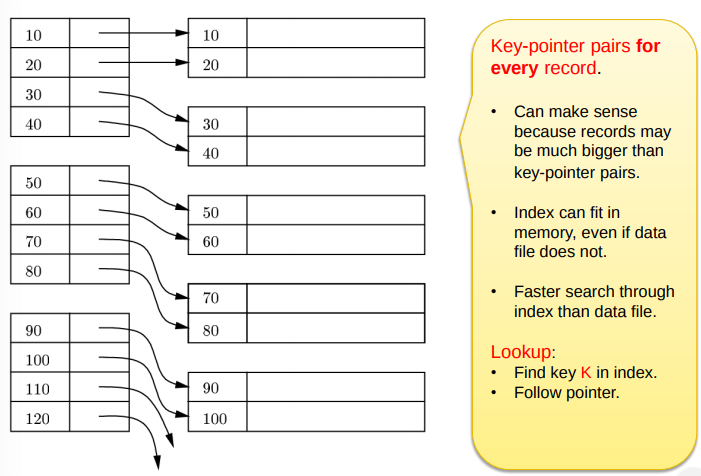 10
20
30
40
50
60
70
80
90
100
110
120
10
20
30
40
50
60
70
80
90
100
Key-pointer pairs for
every record.
• Can make sense
because records may
be much bigger than
key-pointer pairs.
• Index can fit in
memory, even if data
file does not.
• Faster search through
index than data file.
Lookup:
• Find key K in index.
• Follow pointer.